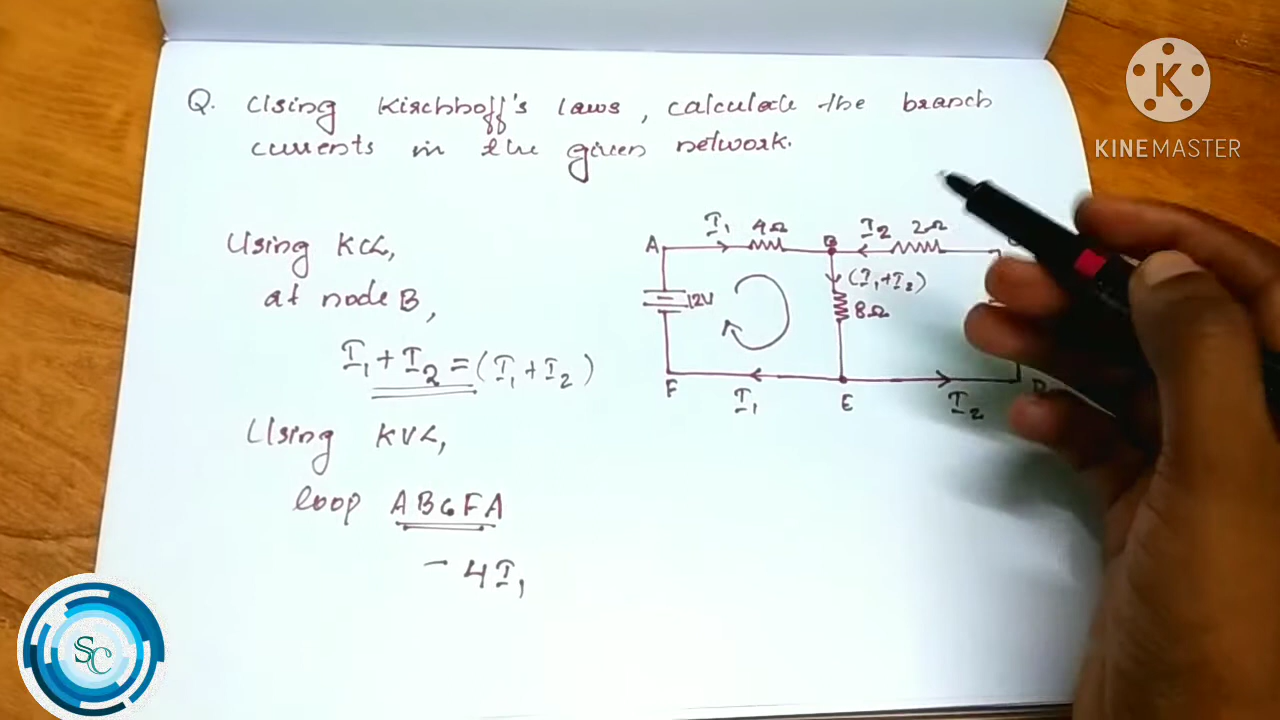 Q. Using Kirchhoff's laws, calculate the branch
currents in the given network.
K
KINEMASTER
Using KCL,
at node B,
I₁ + I₂ = (I₁ + I₂)
Using KVL,
loop ABEFA
- 4I₁
I₁ 4Ω B I₂ 2Ω
A
(I₁+I₂)
12V
8Ω
F I₁ E I₂ D
SC